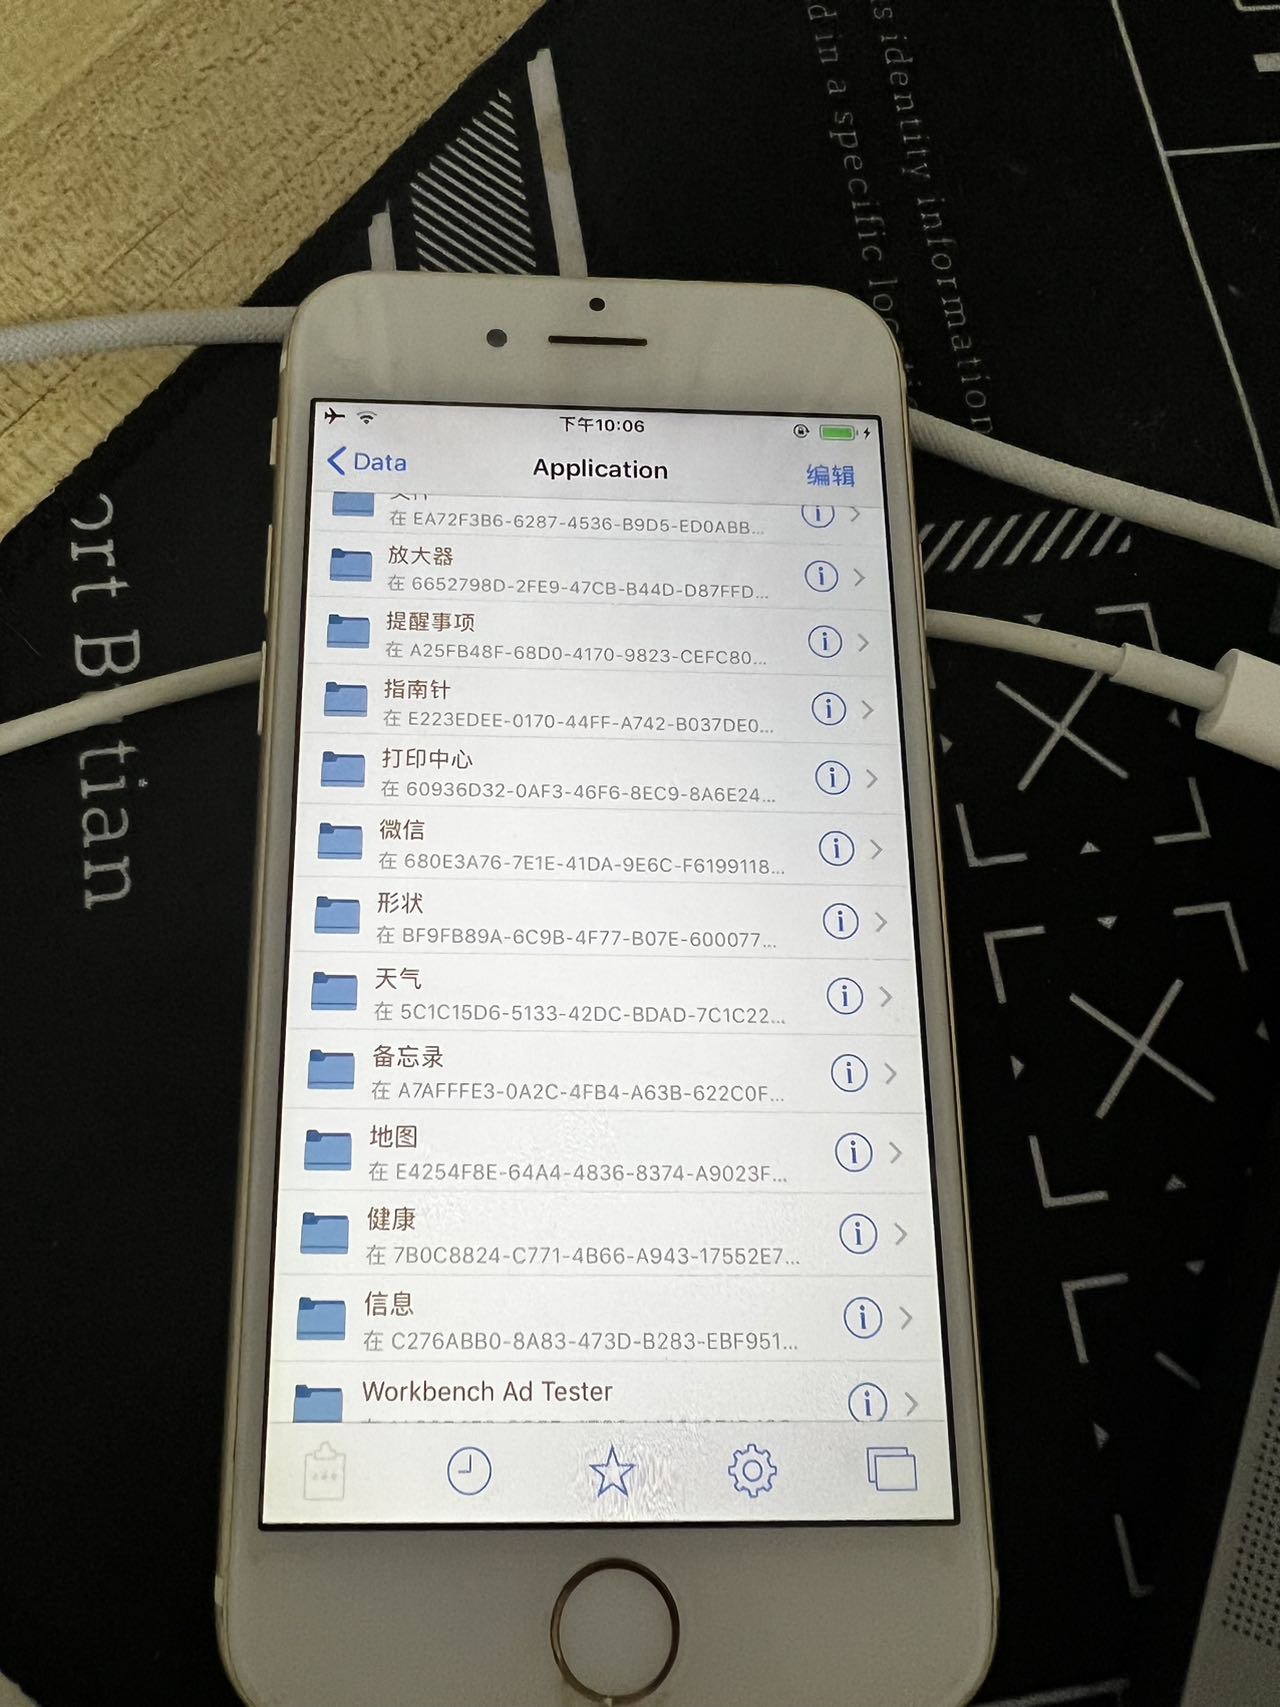 s identity information
d in a specific loc
ort B
tian
下午10:06
Data
Application
编辑
文件
在 EA72F3B6-6287-4536-B9D5-ED0ABB...
放大器
在 6652798D-2FE9-47CB-B44D-D87FFD...
提醒事项
在 A25FB48F-68D0-4170-9823-CEFC80...
指南针
在 E223EDEE-0170-44FF-A742-B037DE0...
打印中心
在 60936D32-0AF3-46F6-8EC9-8A6E24...
微信
在 680E3A76-7E1E-41DA-9E6C-F6199118...
形状
在 BF9FB89A-6C9B-4F77-B07E-600077...
天气
在 5C1C15D6-5133-42DC-BDAD-7C1C22...
备忘录
在 A7AFFFE3-0A2C-4FB4-A63B-622C0F...
地图
在 E4254F8E-64A4-4836-8374-A9023F...
健康
在 7B0C8824-C771-4B66-A943-17552E7...
信息
在 C276ABB0-8A83-473D-B283-EBF951...
Workbench Ad Tester